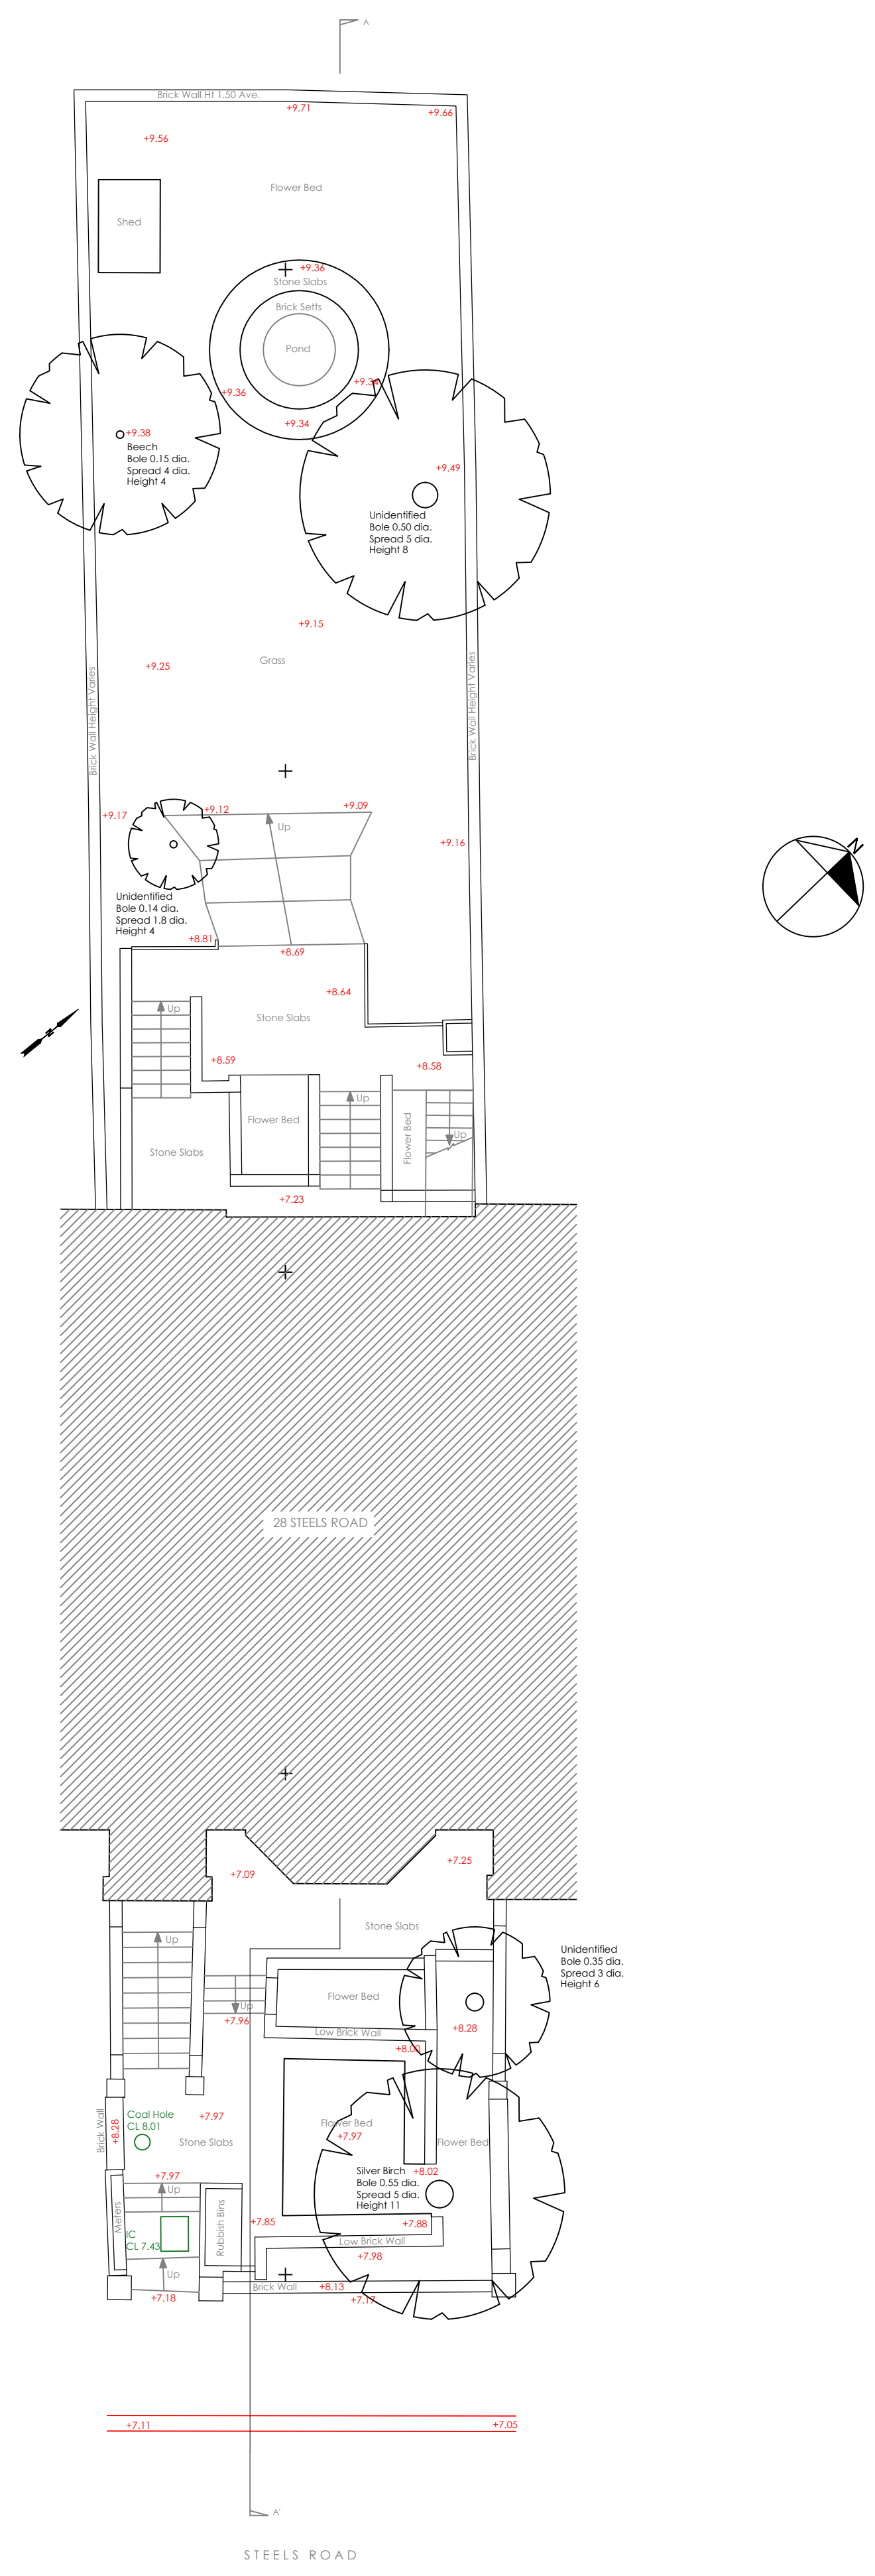 A
Brick Wall Ht 1.50 Ave.
+9.71
+9.66
+9.56
Flower Bed
Shed
+9.36
Stone Slabs
Brick Setts
Pond
+9.34
+9.36
+9.34
+9.38
Beech
Bole 0.15 dia.
Spread 4 dia.
Height 4
+9.49
Unidentified
Bole 0.50 dia.
Spread 5 dia.
Height 8
+9.15
Grass
+9.25
Brick Wall Height Varies
Brick Wall Height Varies
+9.17
+9.12
+9.09
Up
+9.16
N
Unidentified
Bole 0.14 dia.
Spread 1.8 dia.
Height 4
+8.81
+8.69
+8.64
Up
Stone Slabs
N
+8.59
+8.58
Up
Flower Bed
Flower Bed
Up
Stone Slabs
+7.23
28 STEELS ROAD
+7.09
+7.25
Stone Slabs
Up
Unidentified
Bole 0.35 dia.
Spread 3 dia.
Height 6
Flower Bed
Up
+7.96
+8.28
Low Brick Wall
+8.00
Coal Hole
CL 8.01
+7.97
Brick Wall
+8.28
Stone Slabs
Flower Bed
+7.97
Flower Bed
+7.97
Up
Silver Birch
Bole 0.55 dia.
Spread 5 dia.
Height 11
+8.02
Meters
Rubbish Bins
+7.85
+7.88
IC
CL 7.43
Low Brick Wall
+7.98
Up
Brick Wall
+8.13
+7.18
+7.17
+7.11
+7.05
A'
STEELS ROAD